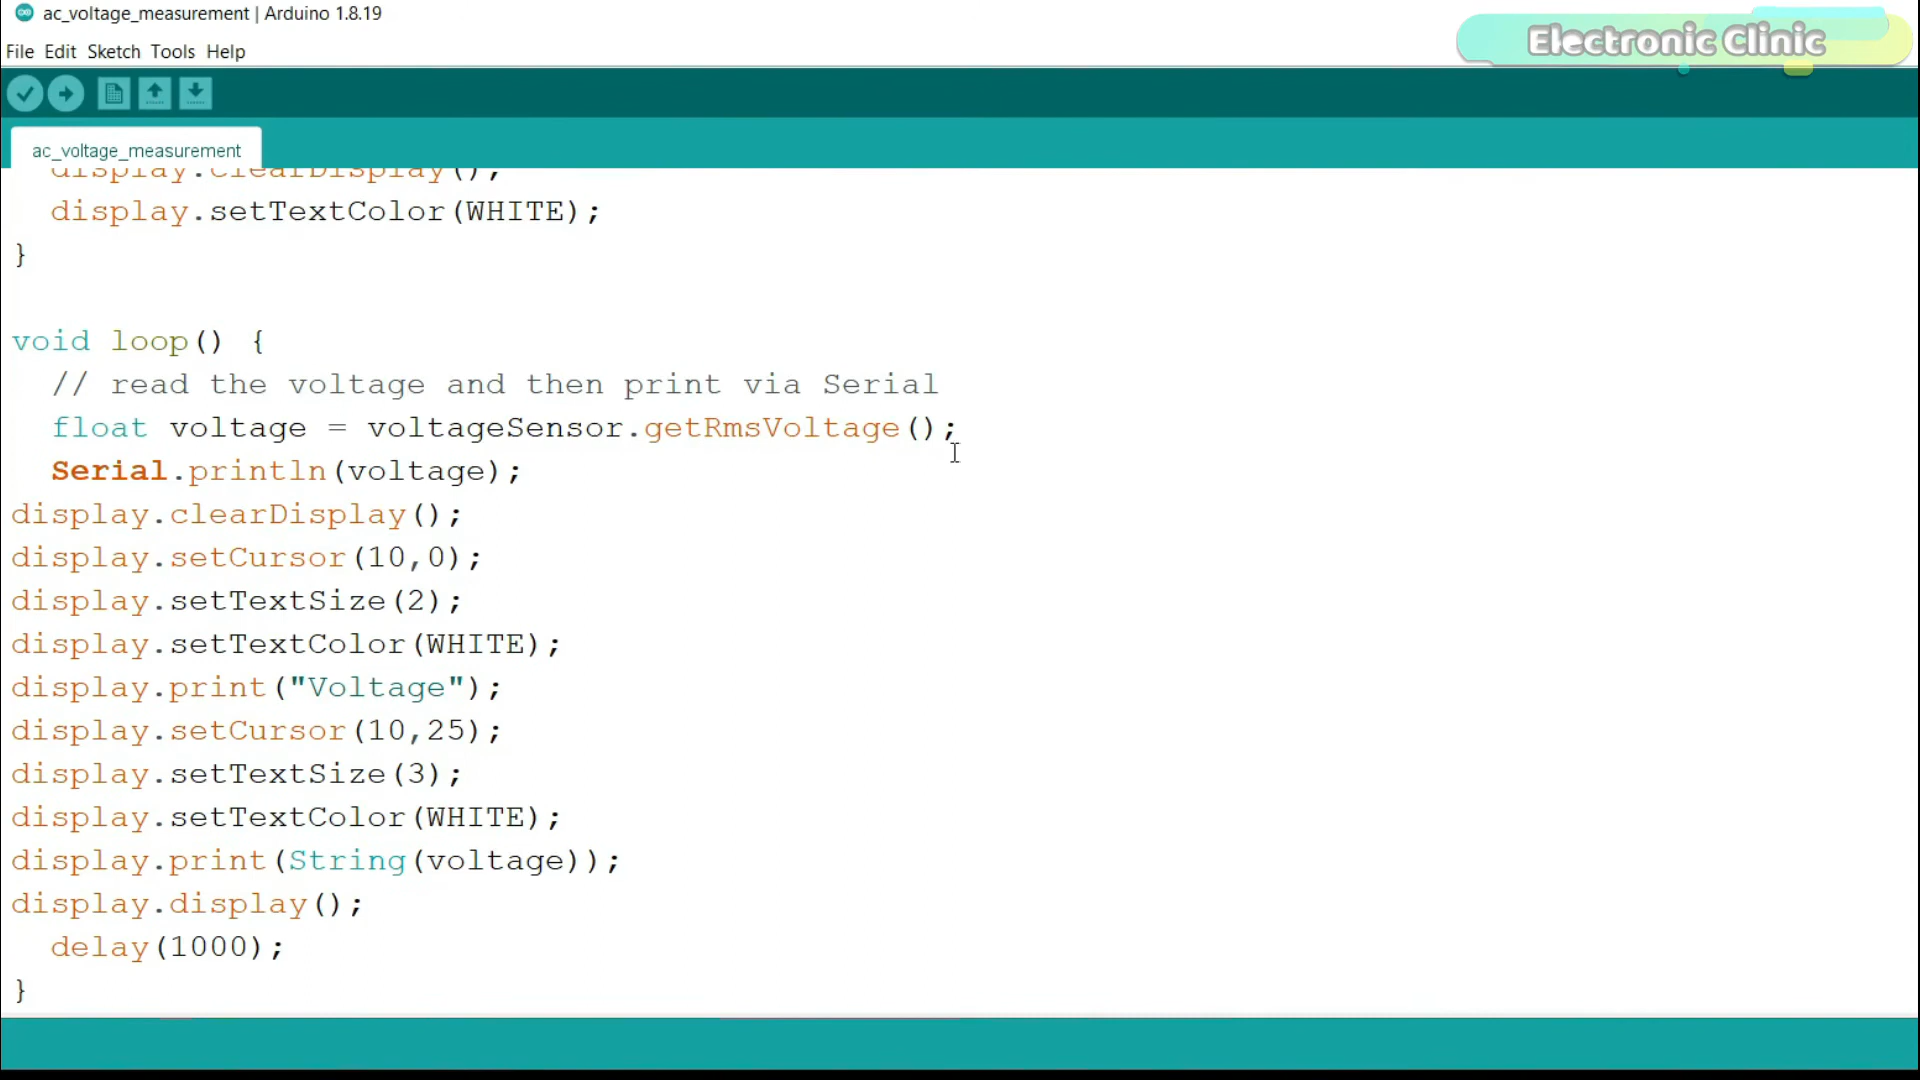 ac_voltage_measurement | Arduino 1.8.19
Electronic Clinic
File Edit Sketch Tools Help
ac_voltage_measurement
display.clearDisplay();
display.setTextColor(WHITE);
}
void loop() {
// read the voltage and then print via Serial
float voltage = voltageSensor.getRmsVoltage();
Serial.println(voltage);
display.clearDisplay();
display.setCursor(10,0);
display.setTextSize(2);
display.setTextColor(WHITE);
display.print("Voltage");
display.setCursor(10,25);
display.setTextSize(3);
display.setTextColor(WHITE);
display.print(String(voltage));
display.display();
delay(1000);
}